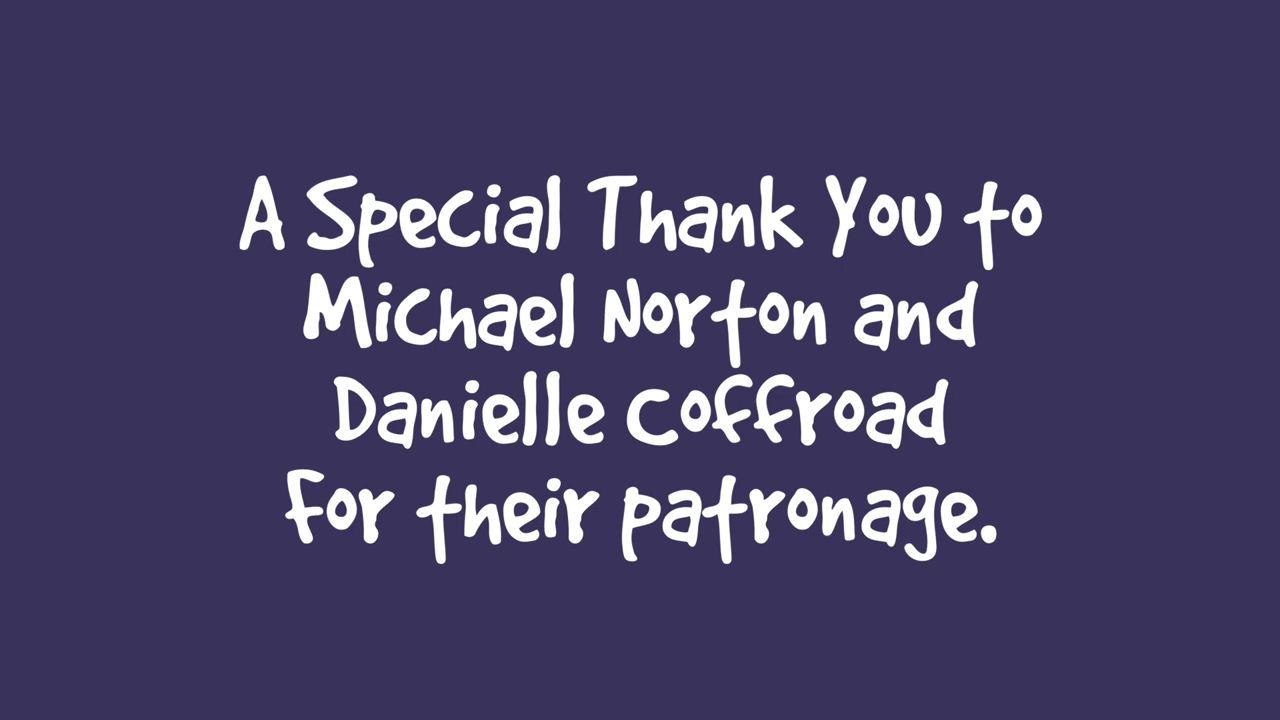 A Special Thank You to
Michael Norton and
Danielle Coffroad
For their patronage.